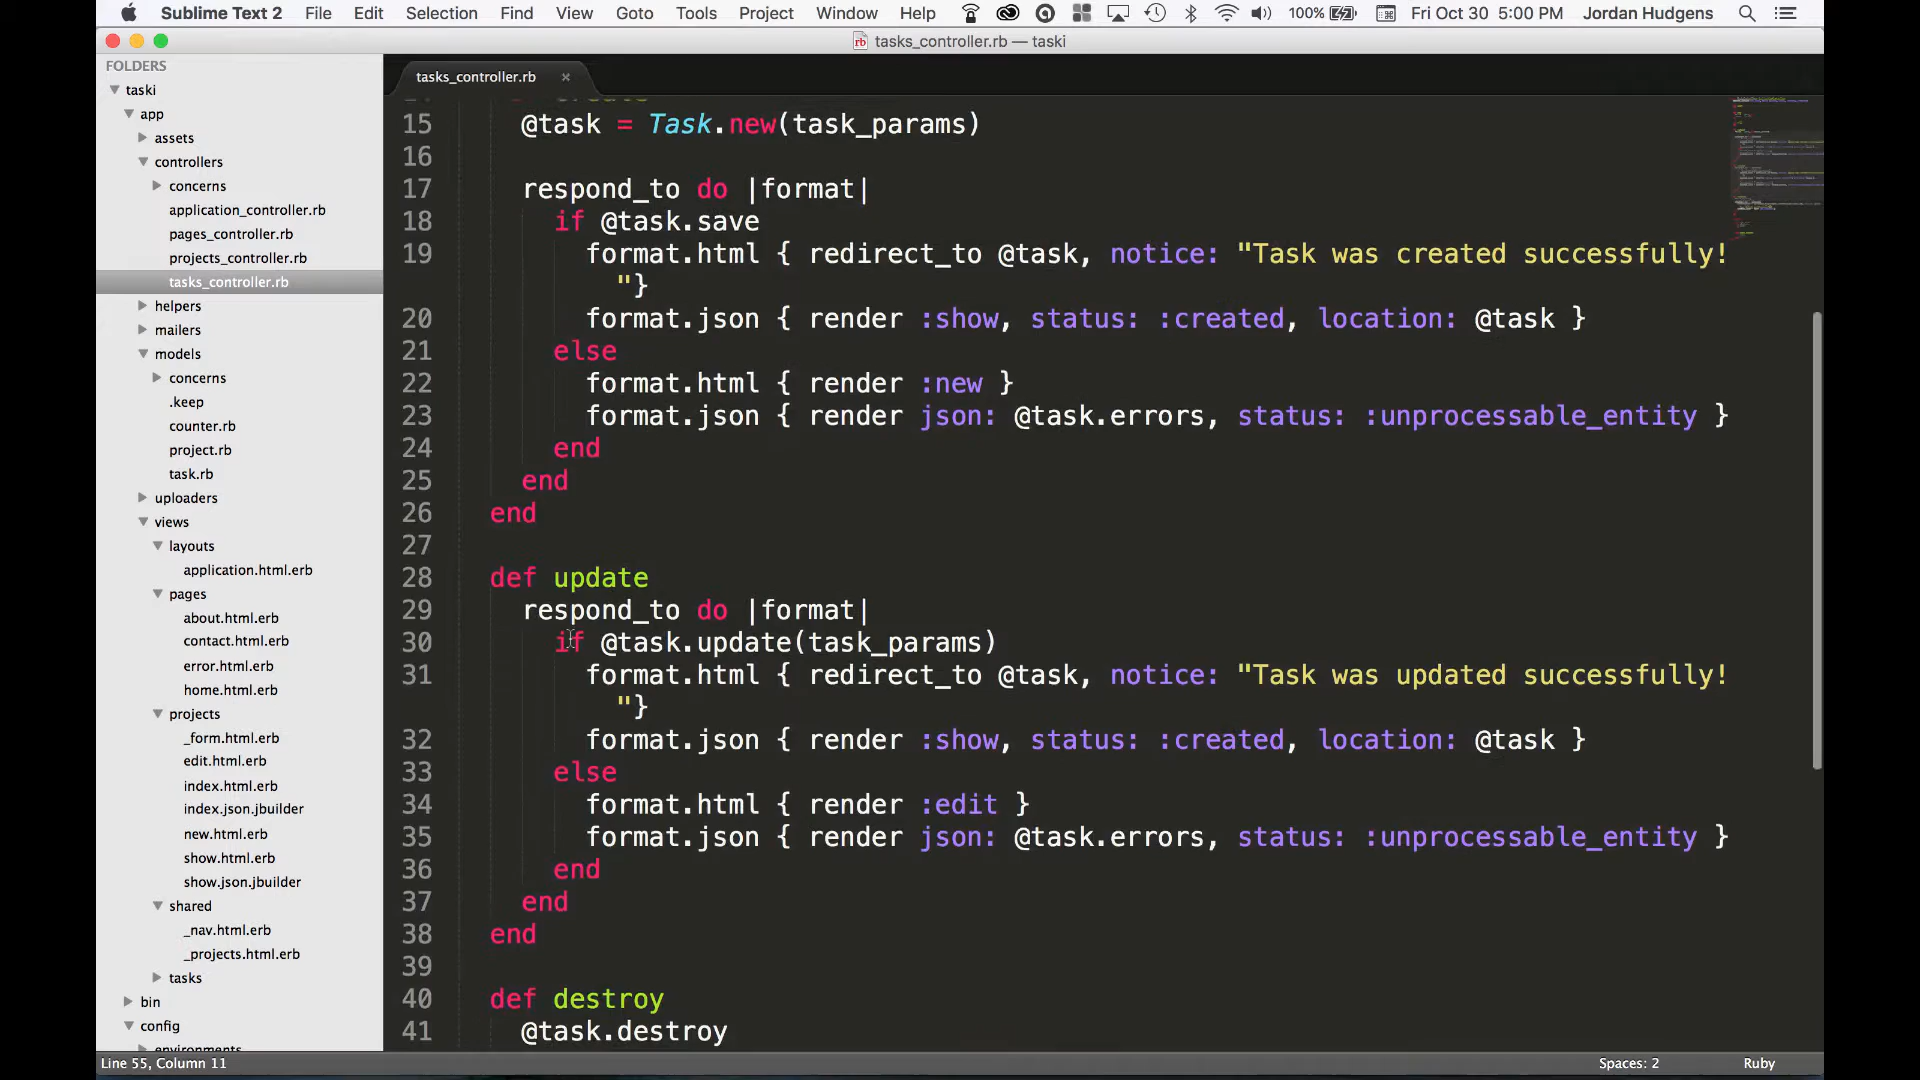 Sublime Text 2 File Edit Selection Find View Goto Tools Project Window Help 100% Fri Oct 30 5:00 PM Jordan Hudgens
tasks_controller.rb — taski
FOLDERS
taski
app
assets
controllers
concerns
application_controller.rb
pages_controller.rb
projects_controller.rb
tasks_controller.rb
helpers
mailers
models
concerns
.keep
counter.rb
project.rb
task.rb
uploaders
views
layouts
application.html.erb
pages
about.html.erb
contact.html.erb
error.html.erb
home.html.erb
projects
_form.html.erb
edit.html.erb
index.html.erb
index.json.jbuilder
new.html.erb
show.html.erb
show.json.jbuilder
shared
_nav.html.erb
_projects.html.erb
tasks
bin
config
environments
tasks_controller.rb ×
15 @task = Task.new(task_params)
16
17 respond_to do |format|
18 if @task.save
19 format.html { redirect_to @task, notice: "Task was created successfully!
"}
20 format.json { render :show, status: :created, location: @task }
21 else
22 format.html { render :new }
23 format.json { render json: @task.errors, status: :unprocessable_entity }
24 end
25 end
26 end
27
28 def update
29 respond_to do |format|
30 if @task.update(task_params)
31 format.html { redirect_to @task, notice: "Task was updated successfully!
"}
32 format.json { render :show, status: :created, location: @task }
33 else
34 format.html { render :edit }
35 format.json { render json: @task.errors, status: :unprocessable_entity }
36 end
37 end
38 end
39
40 def destroy
41 @task.destroy
Line 55, Column 11 Spaces: 2 Ruby